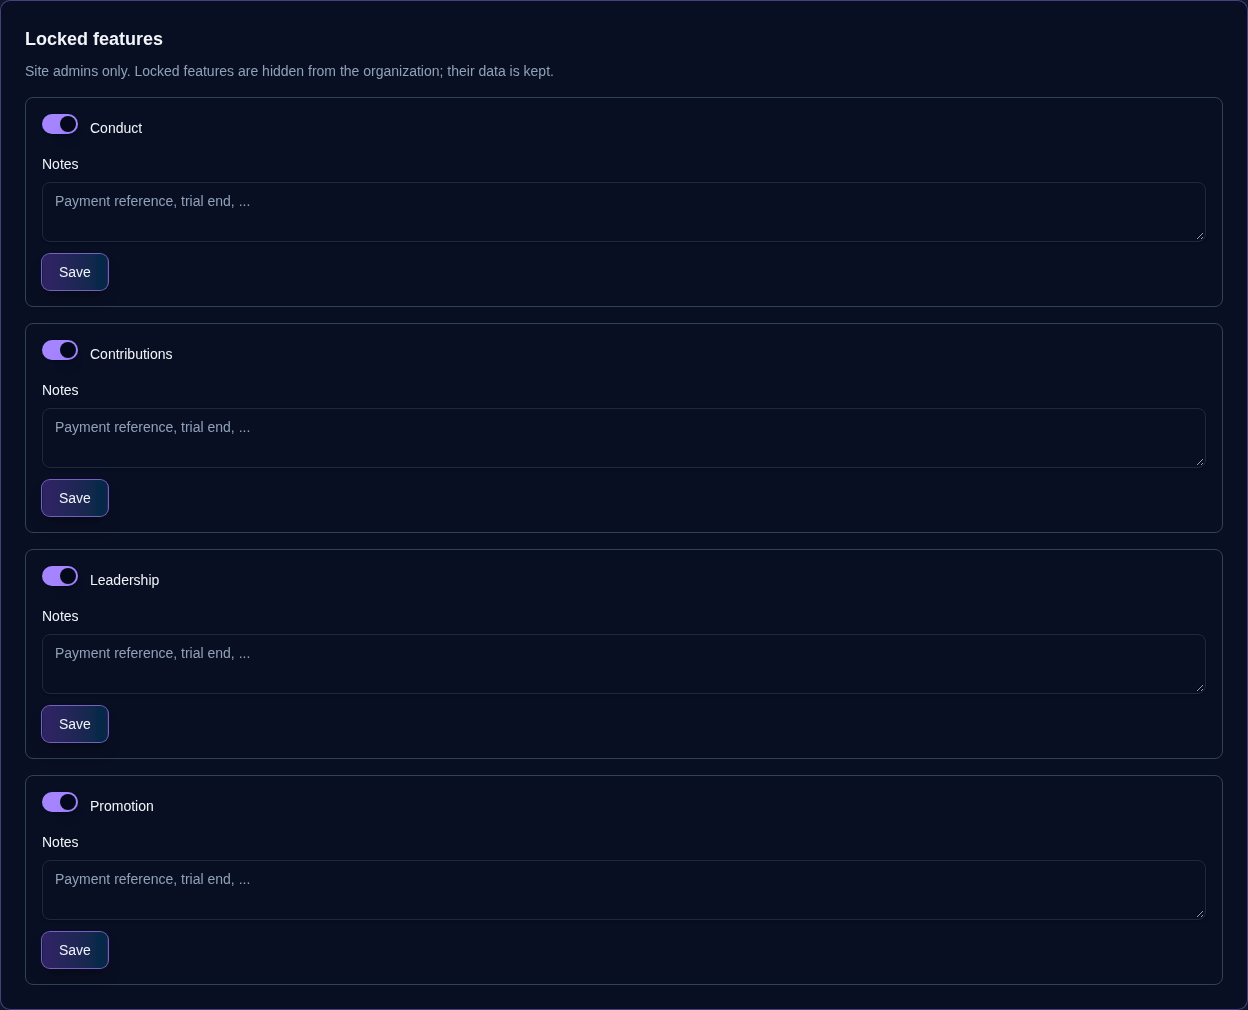 Locked features
Site admins only. Locked features are hidden from the organization; their data is kept.
Conduct
Notes
Payment reference, trial end, ...
Save
Contributions
Notes
Payment reference, trial end, ...
Save
Leadership
Notes
Payment reference, trial end, ...
Save
Promotion
Notes
Payment reference, trial end, ...
Save